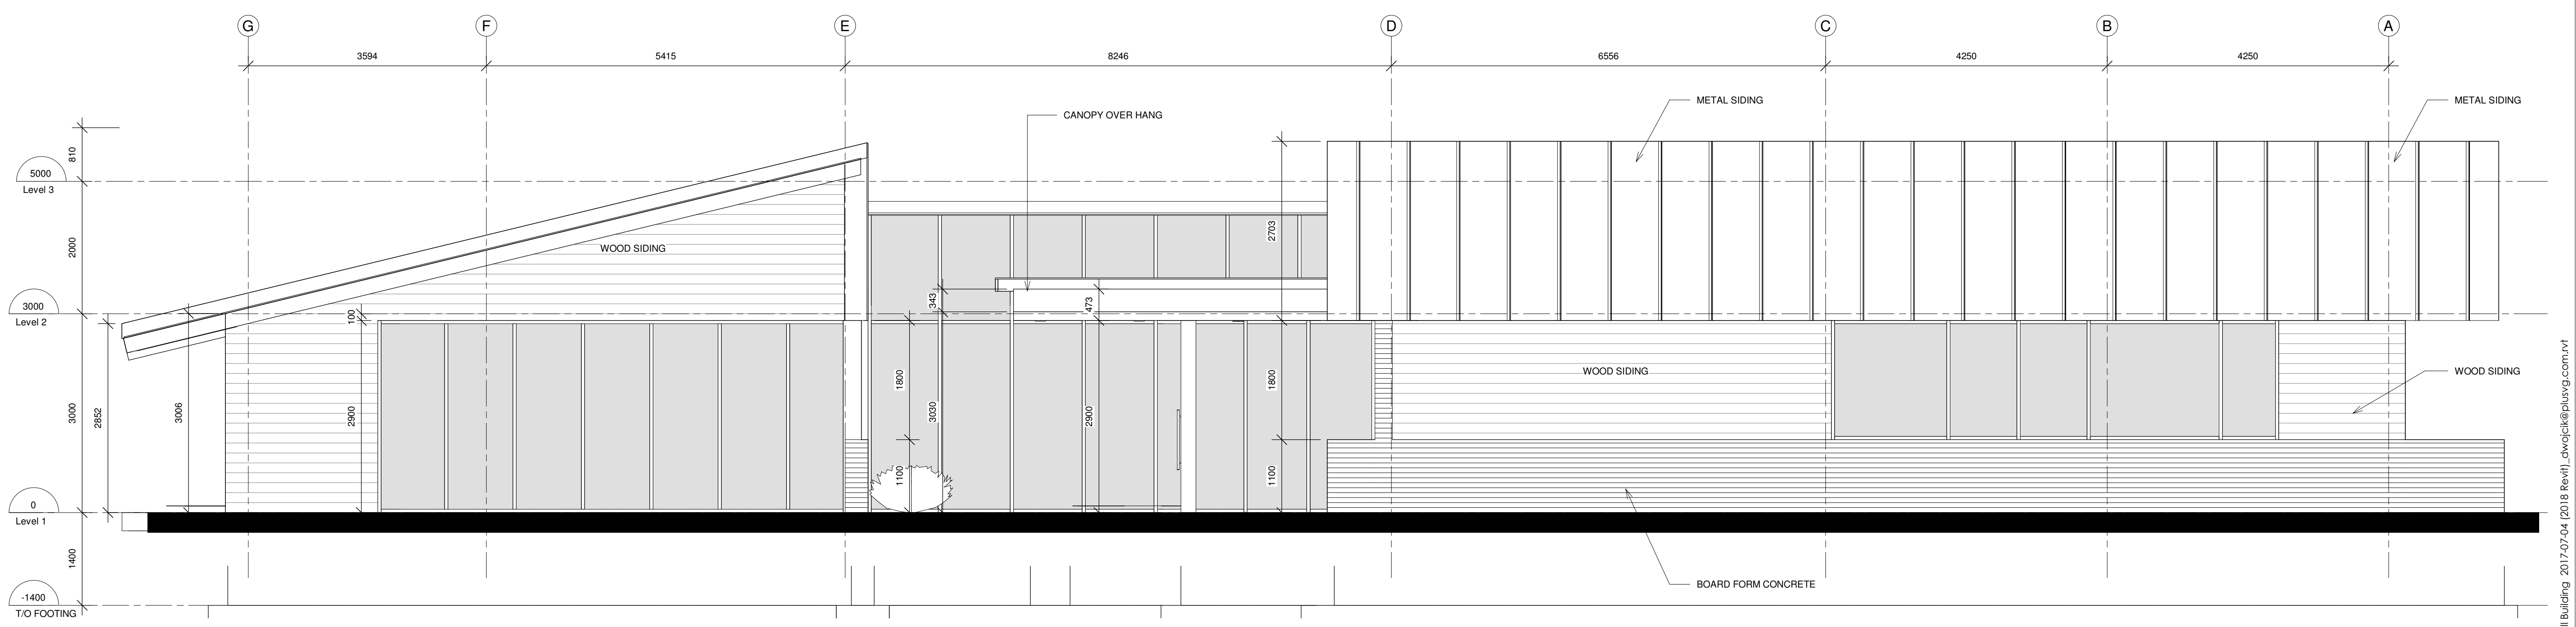 G F E D C B A
3594 5415 8246 6556 4250 4250
METAL SIDING METAL SIDING
CANOPY OVER HANG
810
5000
Level 3
2000
2703
WOOD SIDING
3000
Level 2
343
473
100
3000
2852
3006
2900
1800
3030
2900
1800
WOOD SIDING
WOOD SIDING
1100
1100
0
Level 1
1400
BOARD FORM CONCRETE
-1400
T/O FOOTING
Building 2017-07-04 (2018 Revit)_dwojcik@plusvg.com.rvt